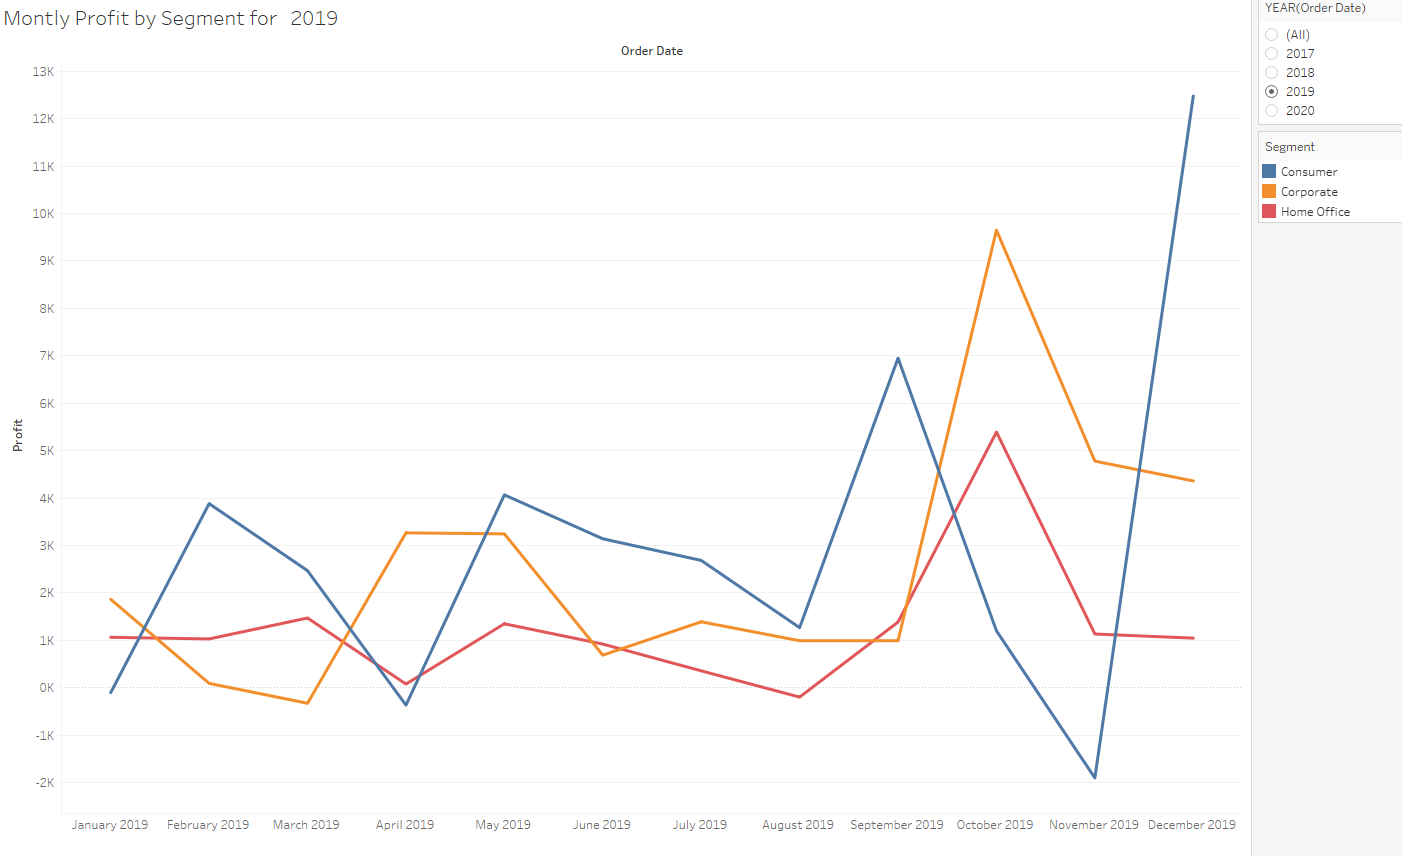 Montly Profit by Segment for 2019
Order Date
13K
12K
11K
10K
9K
8K
7K
6K
5K
4K
3K
2K
1K
0K
-1K
-2K
Profit
January 2019 February 2019 March 2019 April 2019 May 2019 June 2019 July 2019 August 2019 September 2019 October 2019 November 2019 December 2019
YEAR(Order Date)
(All)
2017
2018
2019
2020
Segment
Consumer
Corporate
Home Office